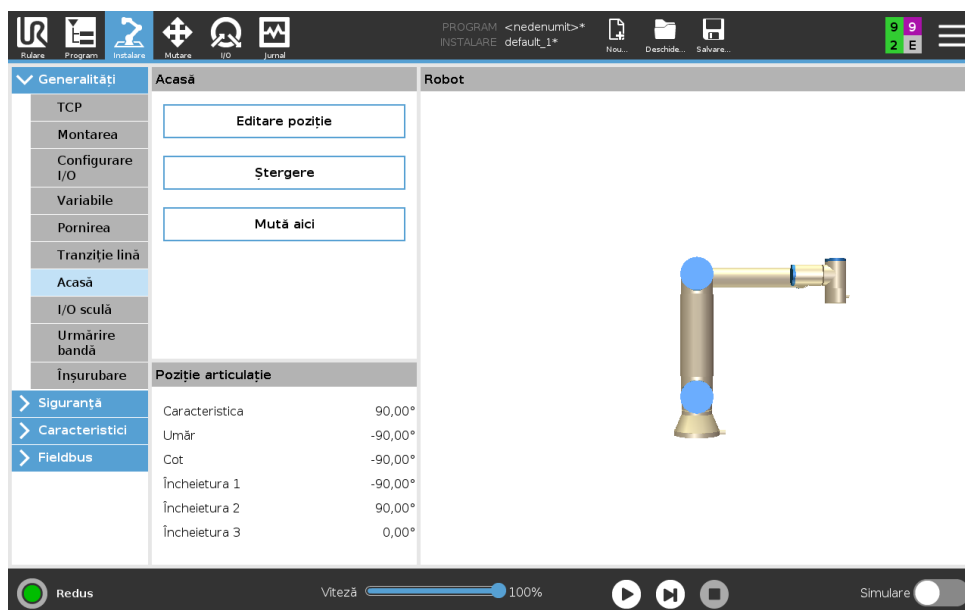 UR
PROGRAM <nedenumit>*
INSTALARE default_1*
9 9
2 E
Rulare Program Instalare Mutare I/O Jurnal Nou... Deschide... Salvare...
Generalități
TCP
Montarea
Configurare
I/O
Variabile
Pornirea
Tranziție lină
Acasă
I/O sculă
Urmărire
bandă
Înșurubare
Siguranță
Caracteristici
Fieldbus
Acasă
Editare poziție
Ștergere
Mută aici
Poziție articulație
Caracteristica 90,00°
Umăr -90,00°
Cot -90,00°
Încheietura 1 -90,00°
Încheietura 2 90,00°
Încheietura 3 0,00°
Robot
Redus Viteză 100% Simulare